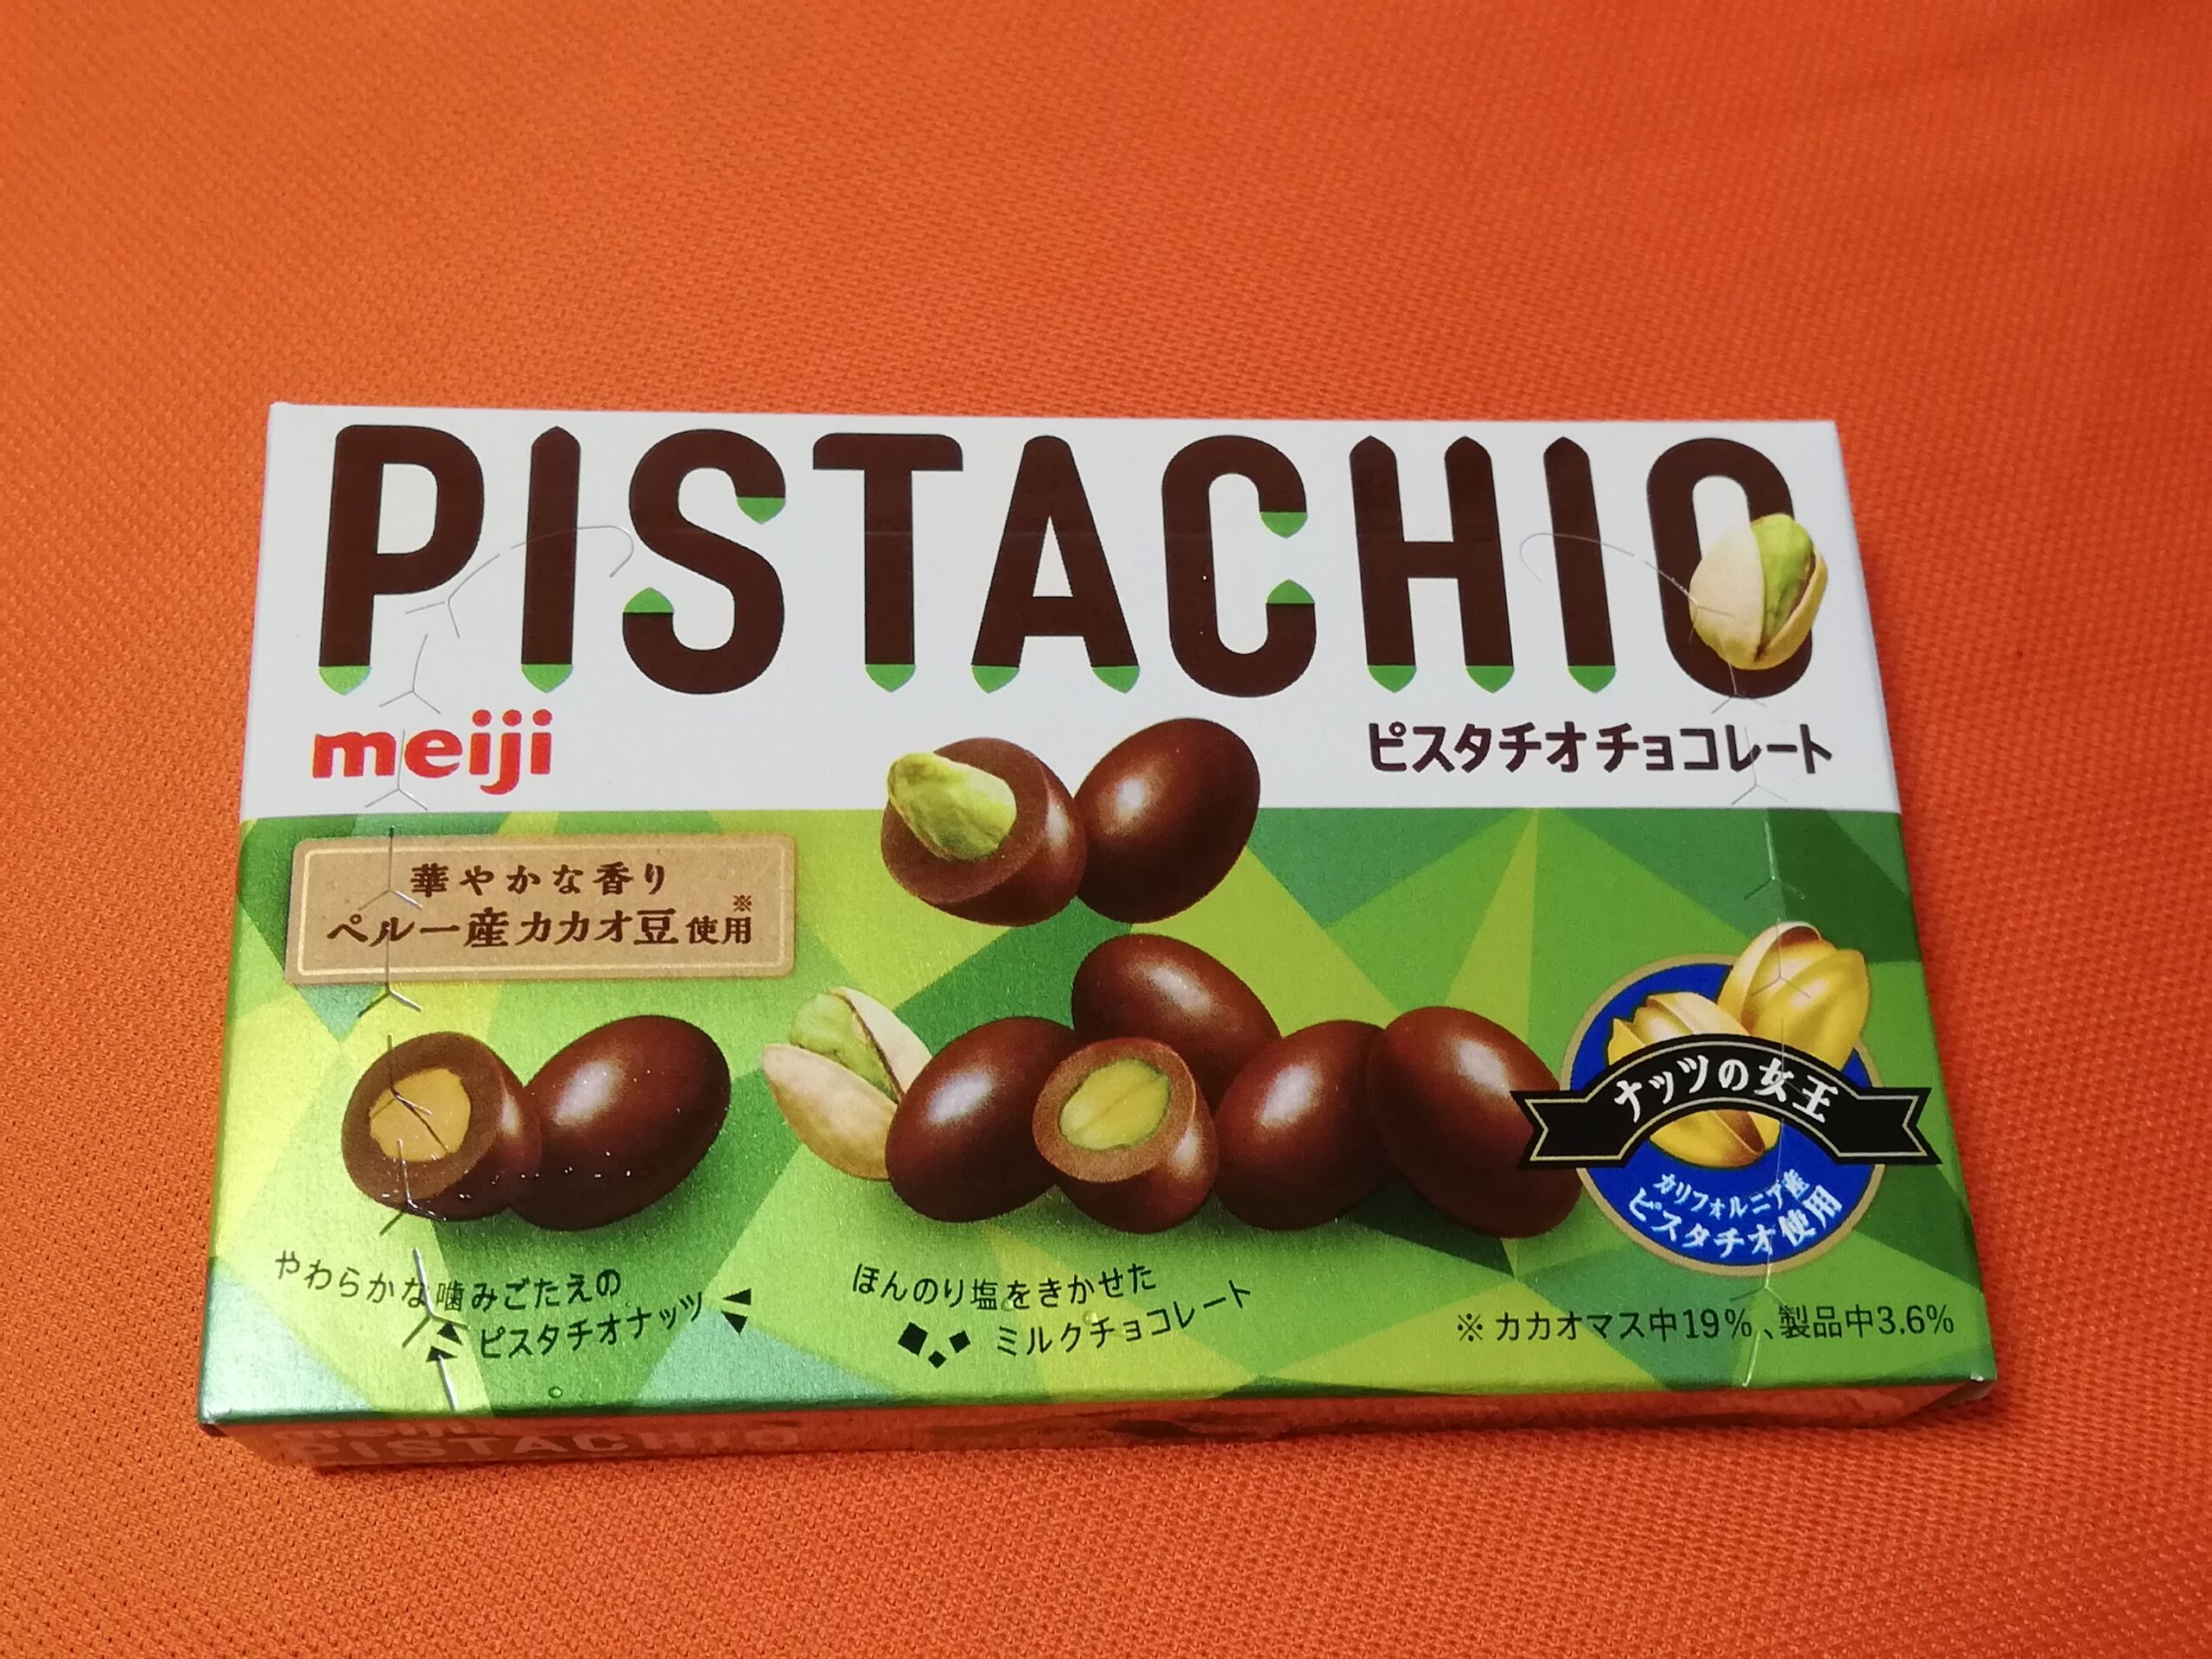 PISTACHIO
meiji
ピスタチオチョコレート
華やかな香り
ペルー産カカオ豆使用※
ナッツの女王
カリフォルニア産
ピスタチオ使用
やわらかな噛みごたえの
ピスタチオナッツ
ほんのり塩をきかせた
ミルクチョコレート
※カカオマス中19%、製品中3.6%
meiji
PISTACHIO